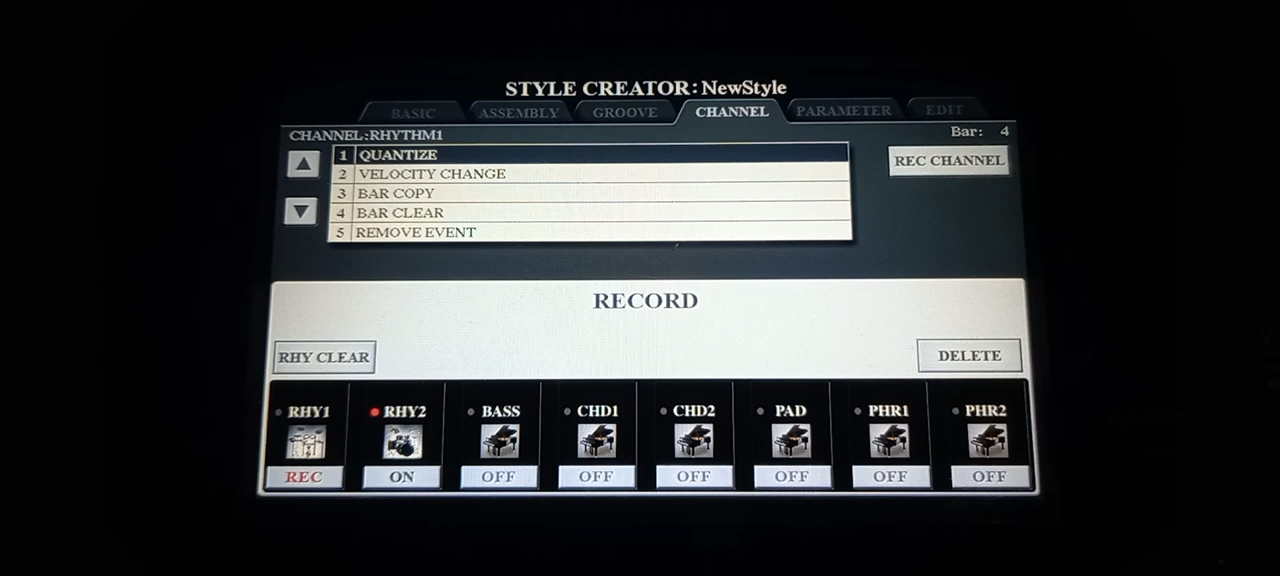 STYLE CREATOR:NewStyle
BASIC ASSEMBLY GROOVE CHANNEL PARAMETER EDIT
CHANNEL:RHYTHM1 Bar: 4
1 QUANTIZE
REC CHANNEL
2 VELOCITY CHANGE
3 BAR COPY
4 BAR CLEAR
5 REMOVE EVENT
RECORD
RHY CLEAR DELETE
RHY1 RHY2 BASS CHD1 CHD2 PAD PHR1 PHR2
REC ON OFF OFF OFF OFF OFF OFF